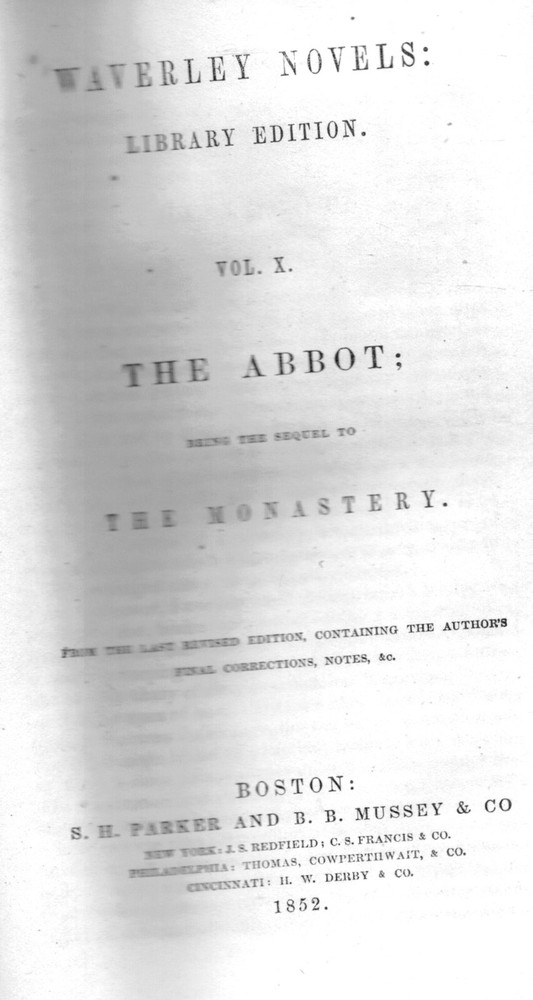 WAVERLEY NOVELS:
LIBRARY EDITION.
VOL. X.
THE ABBOT;
BEING THE SEQUEL TO
THE MONASTERY.
FROM THE LAST REVISED EDITION, CONTAINING THE AUTHOR'S
FINAL CORRECTIONS, NOTES, &c.
BOSTON:
S. H. PARKER AND B. B. MUSSEY & CO
NEW YORK: J. S. REDFIELD; C. S. FRANCIS & CO.
PHILADELPHIA: THOMAS, COWPERTHWAIT, & CO.
CINCINNATI: H. W. DERBY & CO.
1852.